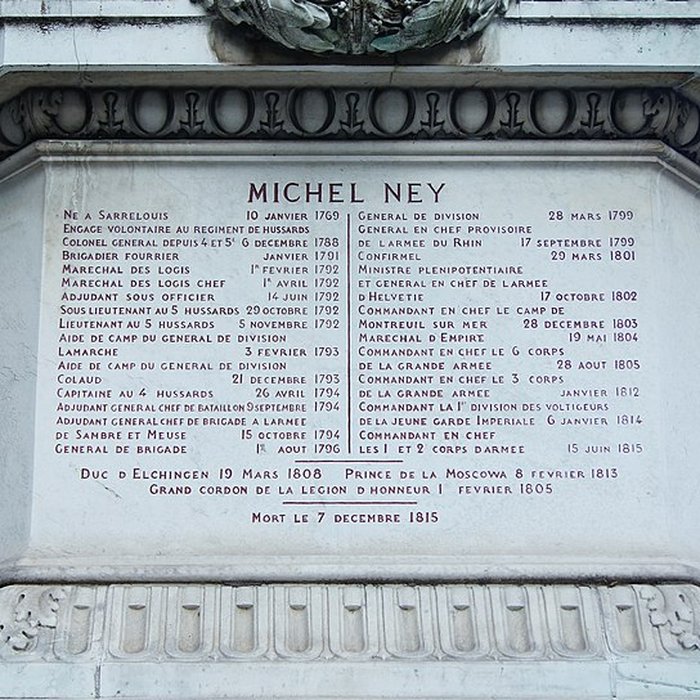 MICHEL NEY
NE A SARRELOUIS 10 JANVIER 1769
ENGAGE VOLONTAIRE AU REGIMENT DE HUSSARDS
COLONEL GENERAL DEPUIS 4 ET 5e 6 DECEMBRE 1788
BRIGADIER FOURRIER JANVIER 1791
MARECHAL DES LOGIS 1er FEVRIER 1792
MARECHAL DES LOGIS CHEF 1er AVRIL 1792
ADJUDANT SOUS OFFICIER 14 JUIN 1792
SOUS LIEUTENANT AU 5 HUSSARDS 29 OCTOBRE 1792
LIEUTENANT AU 5 HUSSARDS 5 NOVEMBRE 1792
AIDE DE CAMP DU GENERAL DE DIVISION
LAMARCHE 3 FEVRIER 1793
AIDE DE CAMP DU GENERAL DE DIVISION
COLAUD 21 DECEMBRE 1793
CAPITAINE AU 4 HUSSARDS 26 AVRIL 1794
ADJUDANT GENERAL CHEF DE BATAILLON 9 SEPTEMBRE 1794
ADJUDANT GENERAL CHEF DE BRIGADE A LARMEE
DE SAMBRE ET MEUSE 15 OCTOBRE 1794
GENERAL DE BRIGADE 1er AOUT 1796
GENERAL DE DIVISION 28 MARS 1799
GENERAL EN CHEF PROVISOIRE
DE LARMEE DU RHIN 17 SEPTEMBRE 1799
CONFIRMEL 29 MARS 1801
MINISTRE PLENIPOTENTIAIRE
ET GENERAL EN CHEF DE LARMEE
D HELVETIE 17 OCTOBRE 1802
COMMANDANT EN CHEF LE CAMP DE
MONTREUIL SUR MER 28 DECEMBRE 1803
MARECHAL D EMPIRE 19 MAI 1804
COMMANDANT EN CHEF LE 6 CORPS
DE LA GRANDE ARMEE 28 AOUT 1805
COMMANDANT EN CHEF LE 3 CORPS
DE LA GRANDE ARMEE JANVIER 1812
COMMANDANT LA 1re DIVISION DES VOLTIGEURS
DE LA JEUNE GARDE IMPERIALE 6 JANVIER 1814
COMMANDANT EN CHEF
LES 1 ET 2 CORPS DARMEE 15 JUIN 1815
DUC D ELCHINGEN 19 MARS 1808 PRINCE DE LA MOSCOWA 8 FEVRIER 1813
GRAND CORDON DE LA LEGION D HONNEUR 1 FEVRIER 1805
MORT LE 7 DECEMBRE 1815